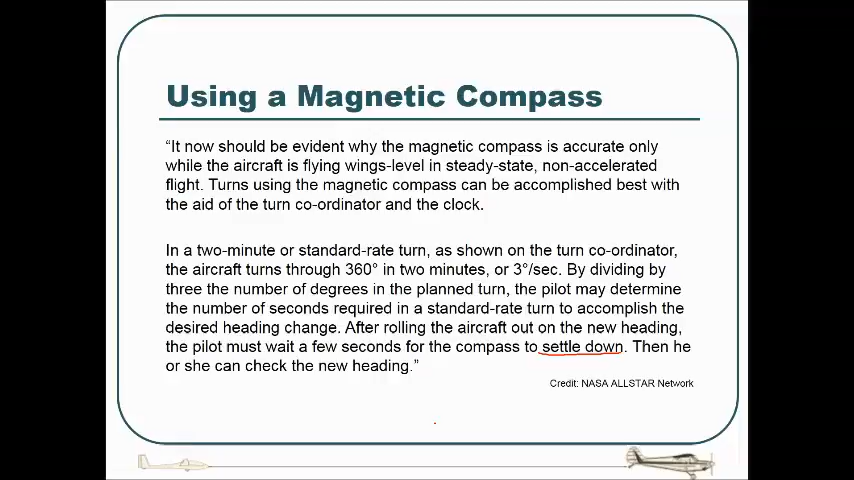 Using a Magnetic Compass
“It now should be evident why the magnetic compass is accurate only
while the aircraft is flying wings-level in steady-state, non-accelerated
flight. Turns using the magnetic compass can be accomplished best with
the aid of the turn co-ordinator and the clock.
In a two-minute or standard-rate turn, as shown on the turn co-ordinator,
the aircraft turns through 360° in two minutes, or 3°/sec. By dividing by
three the number of degrees in the planned turn, the pilot may determine
the number of seconds required in a standard-rate turn to accomplish the
desired heading change. After rolling the aircraft out on the new heading,
the pilot must wait a few seconds for the compass to settle down. Then he
or she can check the new heading.”
Credit: NASA ALLSTAR Network